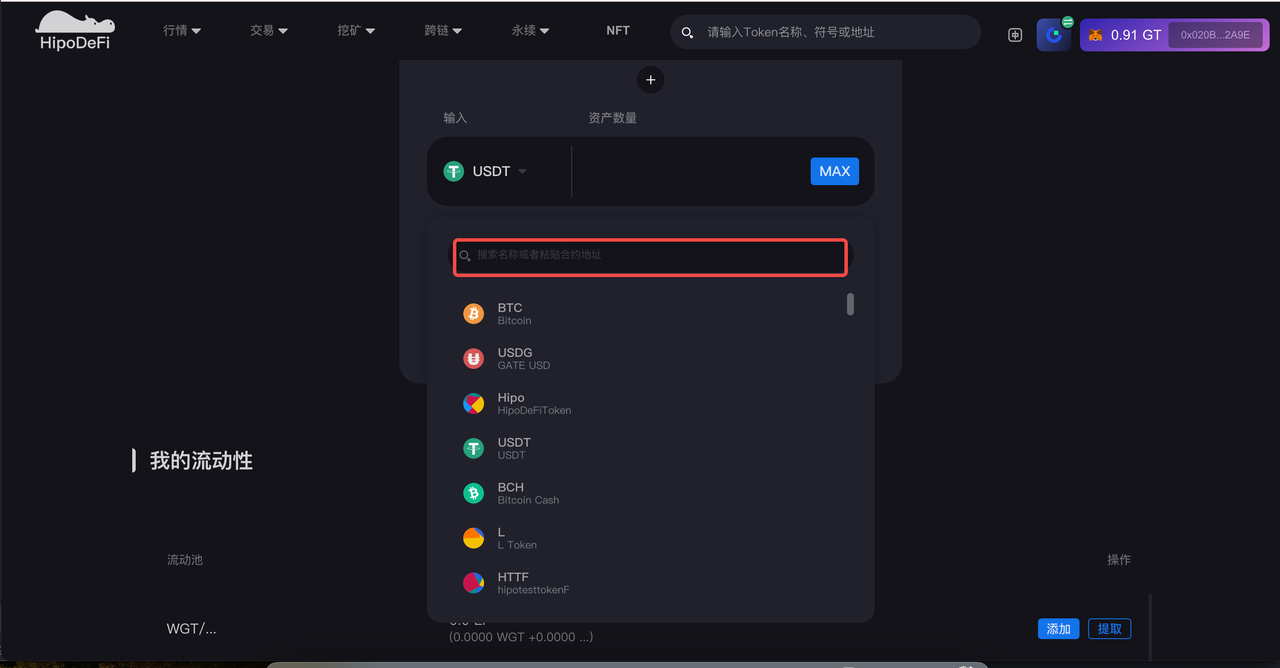 HipoDeFi
行情
交易
挖矿
跨链
永续
NFT
请输入Token名称、符号或地址
中
0.91 GT
0x020B...2A9E
+
输入
资产数量
USDT
MAX
搜索名称或者粘贴合约地址
BTC
Bitcoin
USDG
GATE USD
Hipo
HipoDeFiToken
USDT
USDT
BCH
Bitcoin Cash
L
L Token
HTTF
hipotesttokenF
我的流动性
流动池
操作
WGT/...
(0.0000 WGT +0.0000 ...)
添加
提取